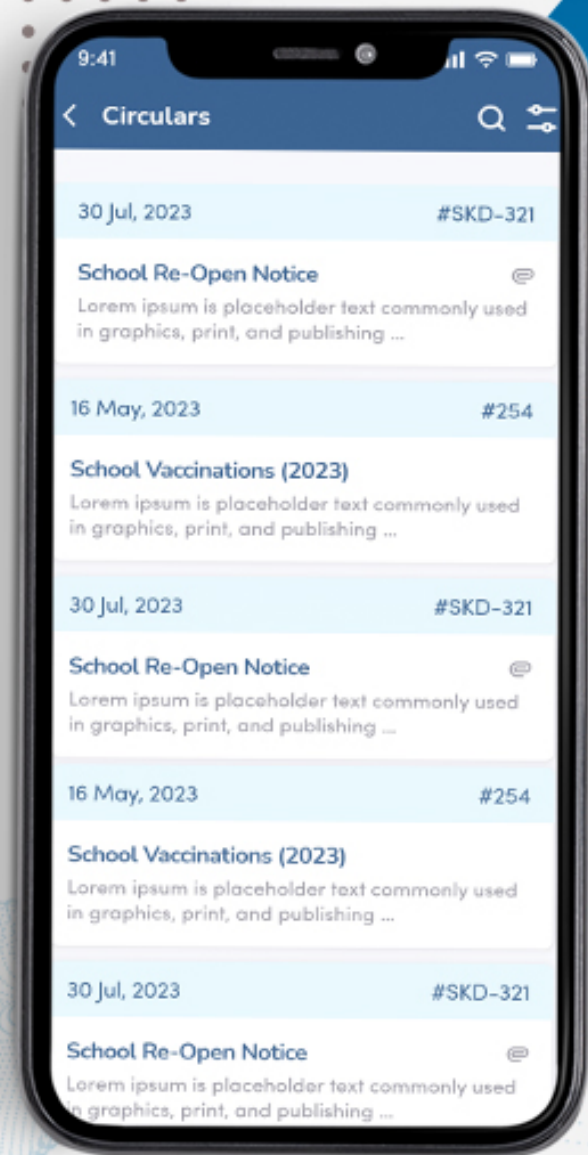 9:41
Circulars
30 Jul, 2023 #SKD-321
School Re-Open Notice
Lorem ipsum is placeholder text commonly used
in graphics, print, and publishing ...
16 May, 2023 #254
School Vaccinations (2023)
Lorem ipsum is placeholder text commonly used
in graphics, print, and publishing ...
30 Jul, 2023 #SKD-321
School Re-Open Notice
Lorem ipsum is placeholder text commonly used
in graphics, print, and publishing ...
16 May, 2023 #254
School Vaccinations (2023)
Lorem ipsum is placeholder text commonly used
in graphics, print, and publishing ...
30 Jul, 2023 #SKD-321
School Re-Open Notice
Lorem ipsum is placeholder text commonly used
in graphics, print, and publishing ...